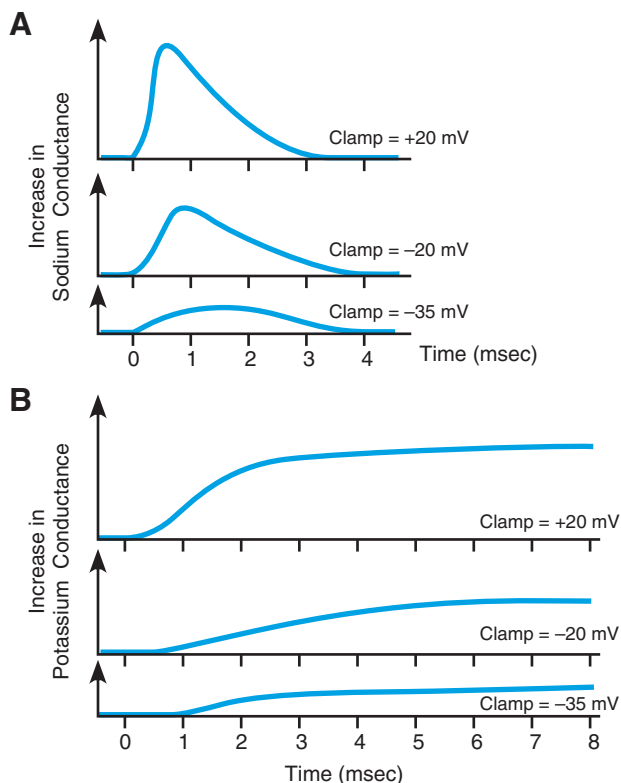 A
Increase in
Sodium Conductance
Clamp = +20 mV
Clamp = –20 mV
Clamp = –35 mV
0 1 2 3 4 Time (msec)
B
Increase in
Potassium Conductance
Clamp = +20 mV
Clamp = –20 mV
Clamp = –35 mV
0 1 2 3 4 5 6 7 8
Time (msec)